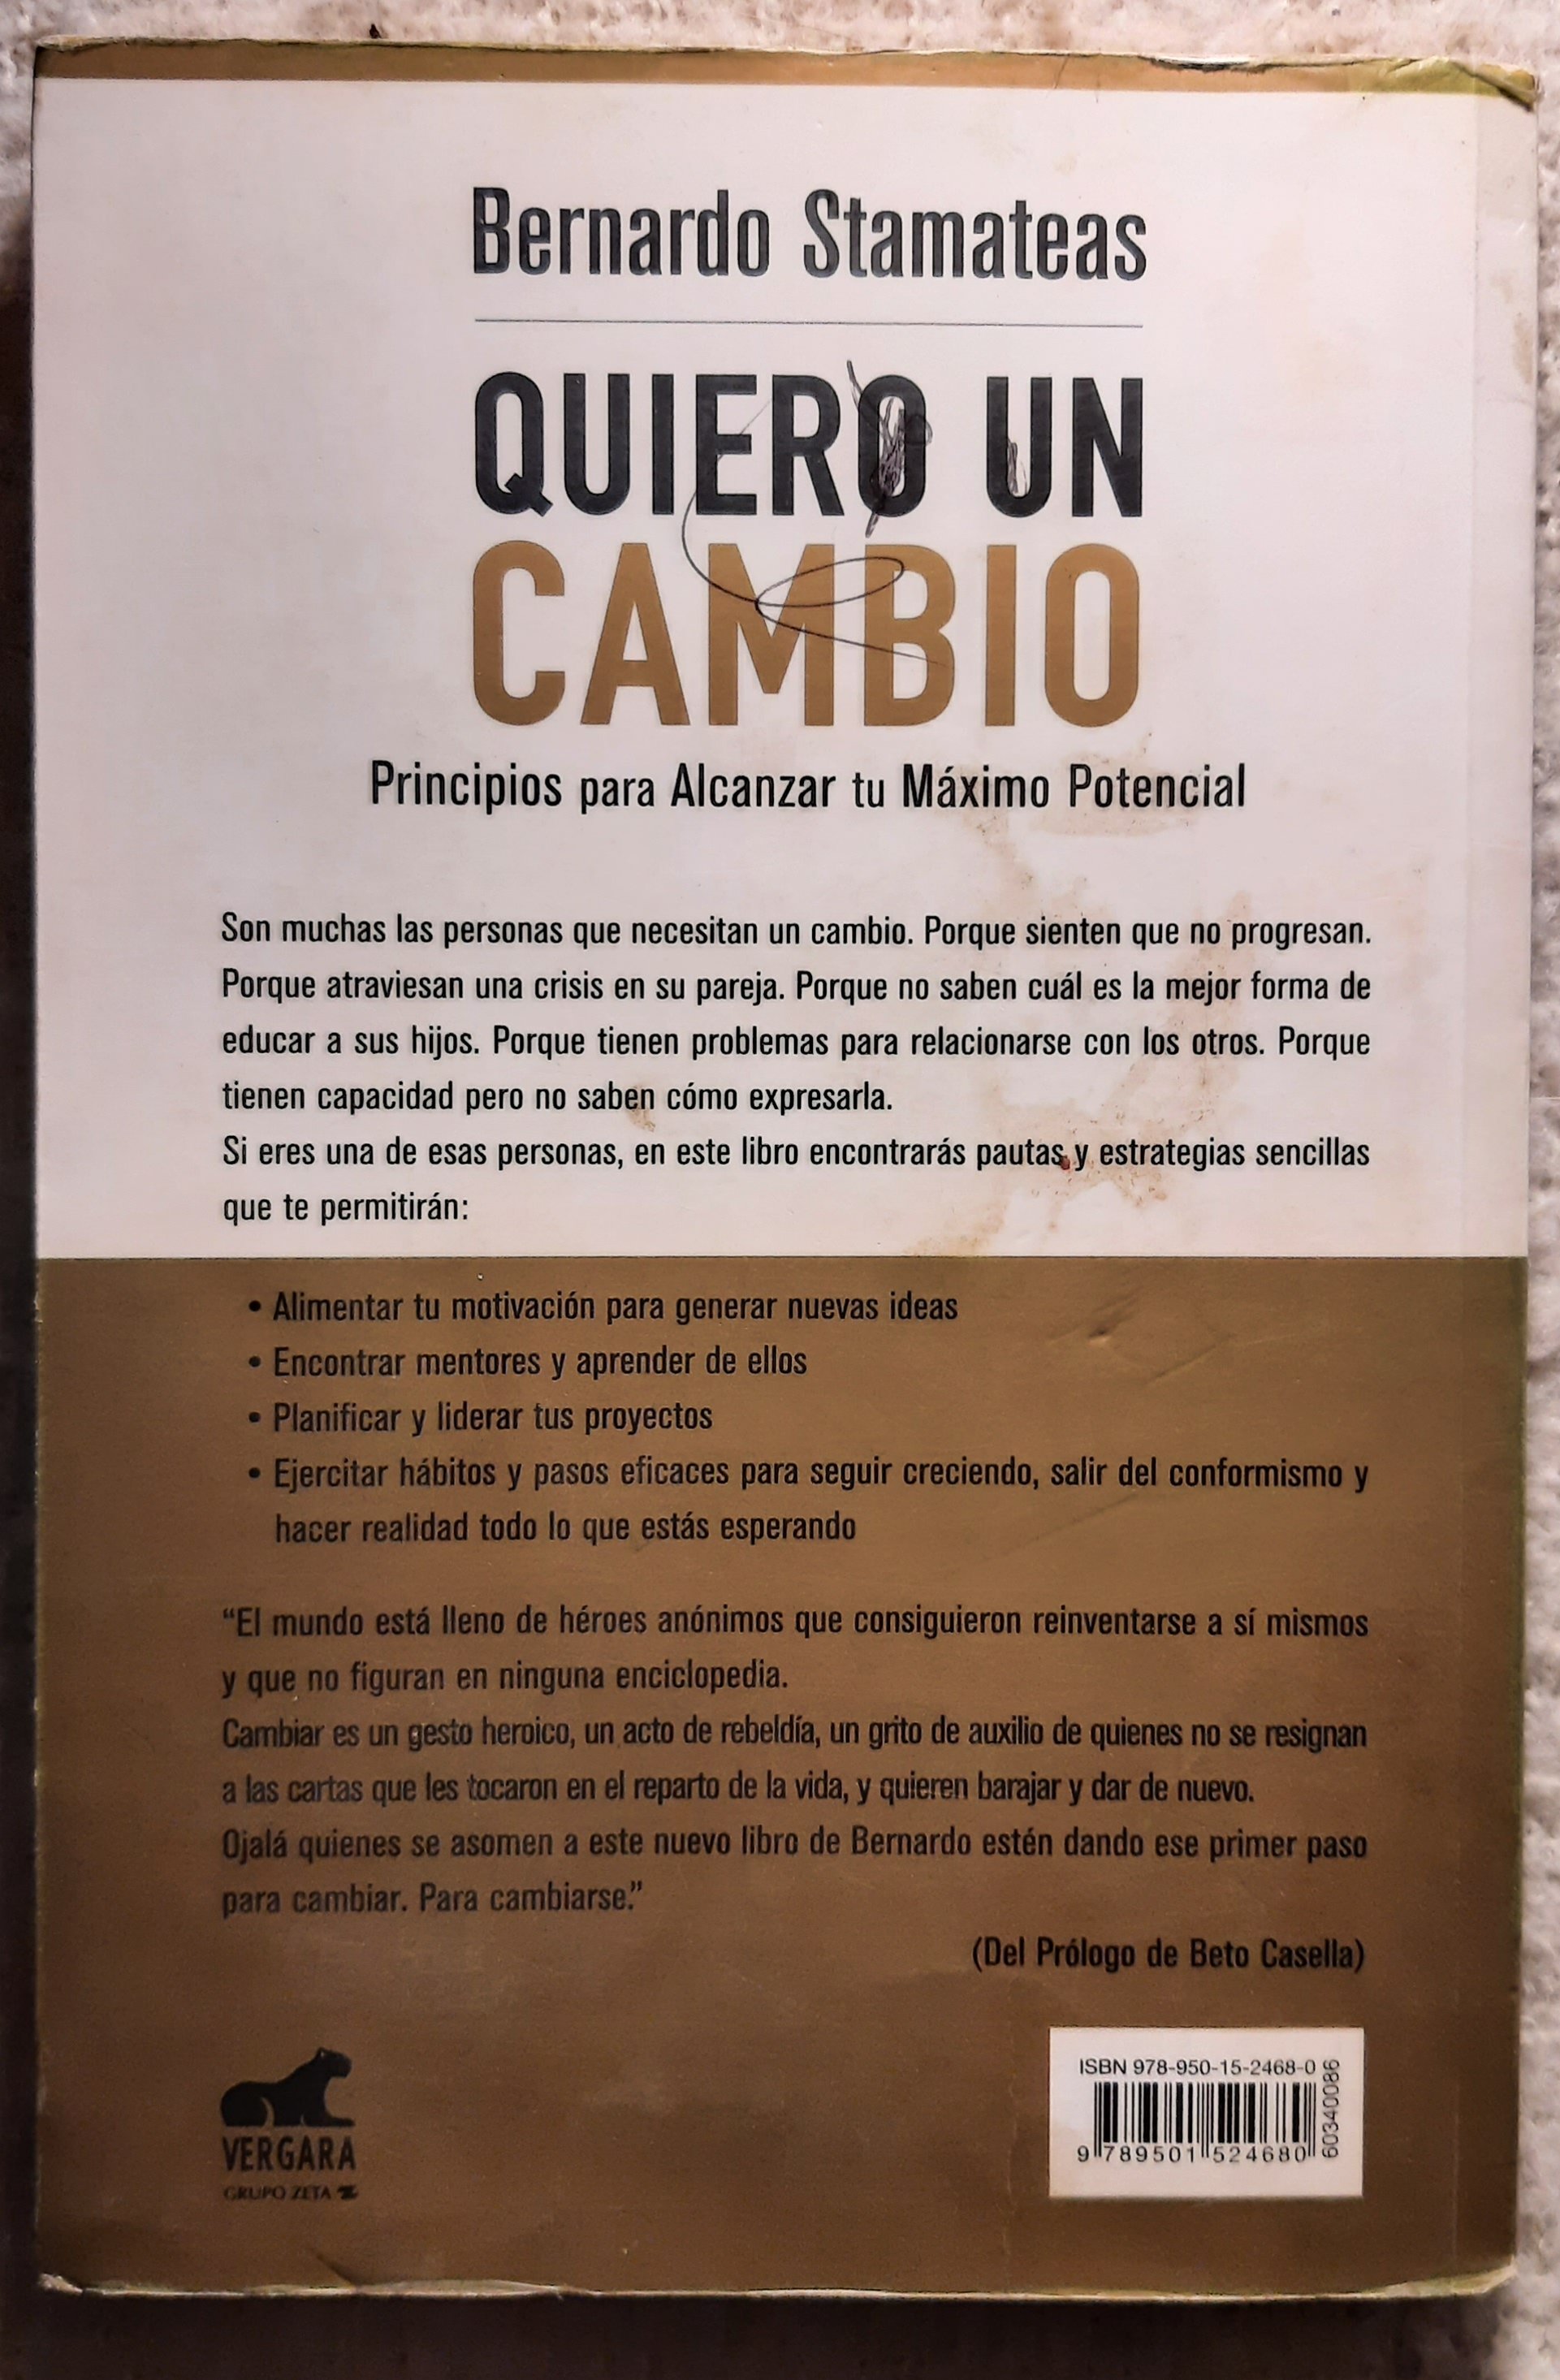 Bernardo Stamateas
QUIERO UN
CAMBIO
Principios para Alcanzar tu Máximo Potencial
Son muchas las personas que necesitan un cambio. Porque sienten que no progresan.
Porque atraviesan una crisis en su pareja. Porque no saben cuál es la mejor forma de
educar a sus hijos. Porque tienen problemas para relacionarse con los otros. Porque
tienen capacidad pero no saben cómo expresarla.
Si eres una de esas personas, en este libro encontrarás pautas y estrategias sencillas
que te permitirán:
• Alimentar tu motivación para generar nuevas ideas
• Encontrar mentores y aprender de ellos
• Planificar y liderar tus proyectos
• Ejercitar hábitos y pasos eficaces para seguir creciendo, salir del conformismo y
hacer realidad todo lo que estás esperando
“El mundo está lleno de héroes anónimos que consiguieron reinventarse a sí mismos
y que no figuran en ninguna enciclopedia.
Cambiar es un gesto heroico, un acto de rebeldía, un grito de auxilio de quienes no se resignan
a las cartas que les tocaron en el reparto de la vida, y quieren barajar y dar de nuevo.
Ojalá quienes se asomen a este nuevo libro de Bernardo estén dando ese primer paso
para cambiar. Para cambiarse.”
(Del Prólogo de Beto Casella)
VERGARA
GRUPO ZETA
ISBN 978-950-15-2468-0
9 789501 524680
60340086